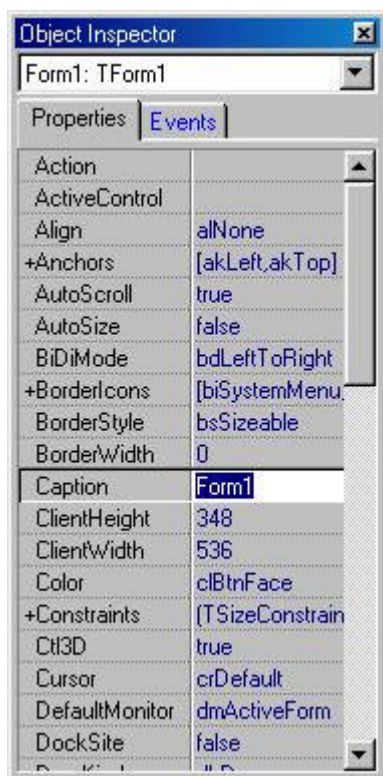 Object Inspector
Form1: TForm1
Properties Events
Action
ActiveControl
Align alNone
+Anchors [akLeft,akTop]
AutoScroll true
AutoSize false
BiDiMode bdLeftToRight
+BorderIcons [biSystemMenu,
BorderStyle bsSizeable
BorderWidth 0
Caption Form1
ClientHeight 348
ClientWidth 536
Color clBtnFace
+Constraints (TSizeConstrain
Ctl3D true
Cursor crDefault
DefaultMonitor dmActiveForm
DockSite false